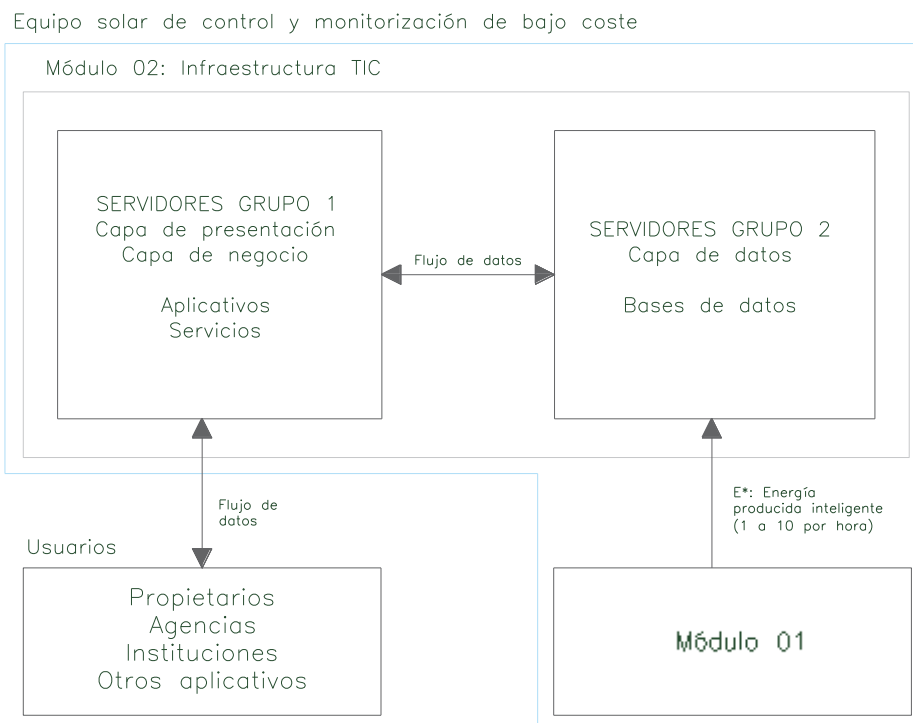 Equipo solar de control y monitorización de bajo coste
Módulo 02: Infraestructura TIC
SERVIDORES GRUPO 1
Capa de presentación
Capa de negocio
Aplicativos
Servicios
Flujo de datos
SERVIDORES GRUPO 2
Capa de datos
Bases de datos
Flujo de
datos
E*: Energía
producida inteligente
(1 a 10 por hora)
Usuarios
Propietarios
Agencias
Instituciones
Otros aplicativos
Módulo 01